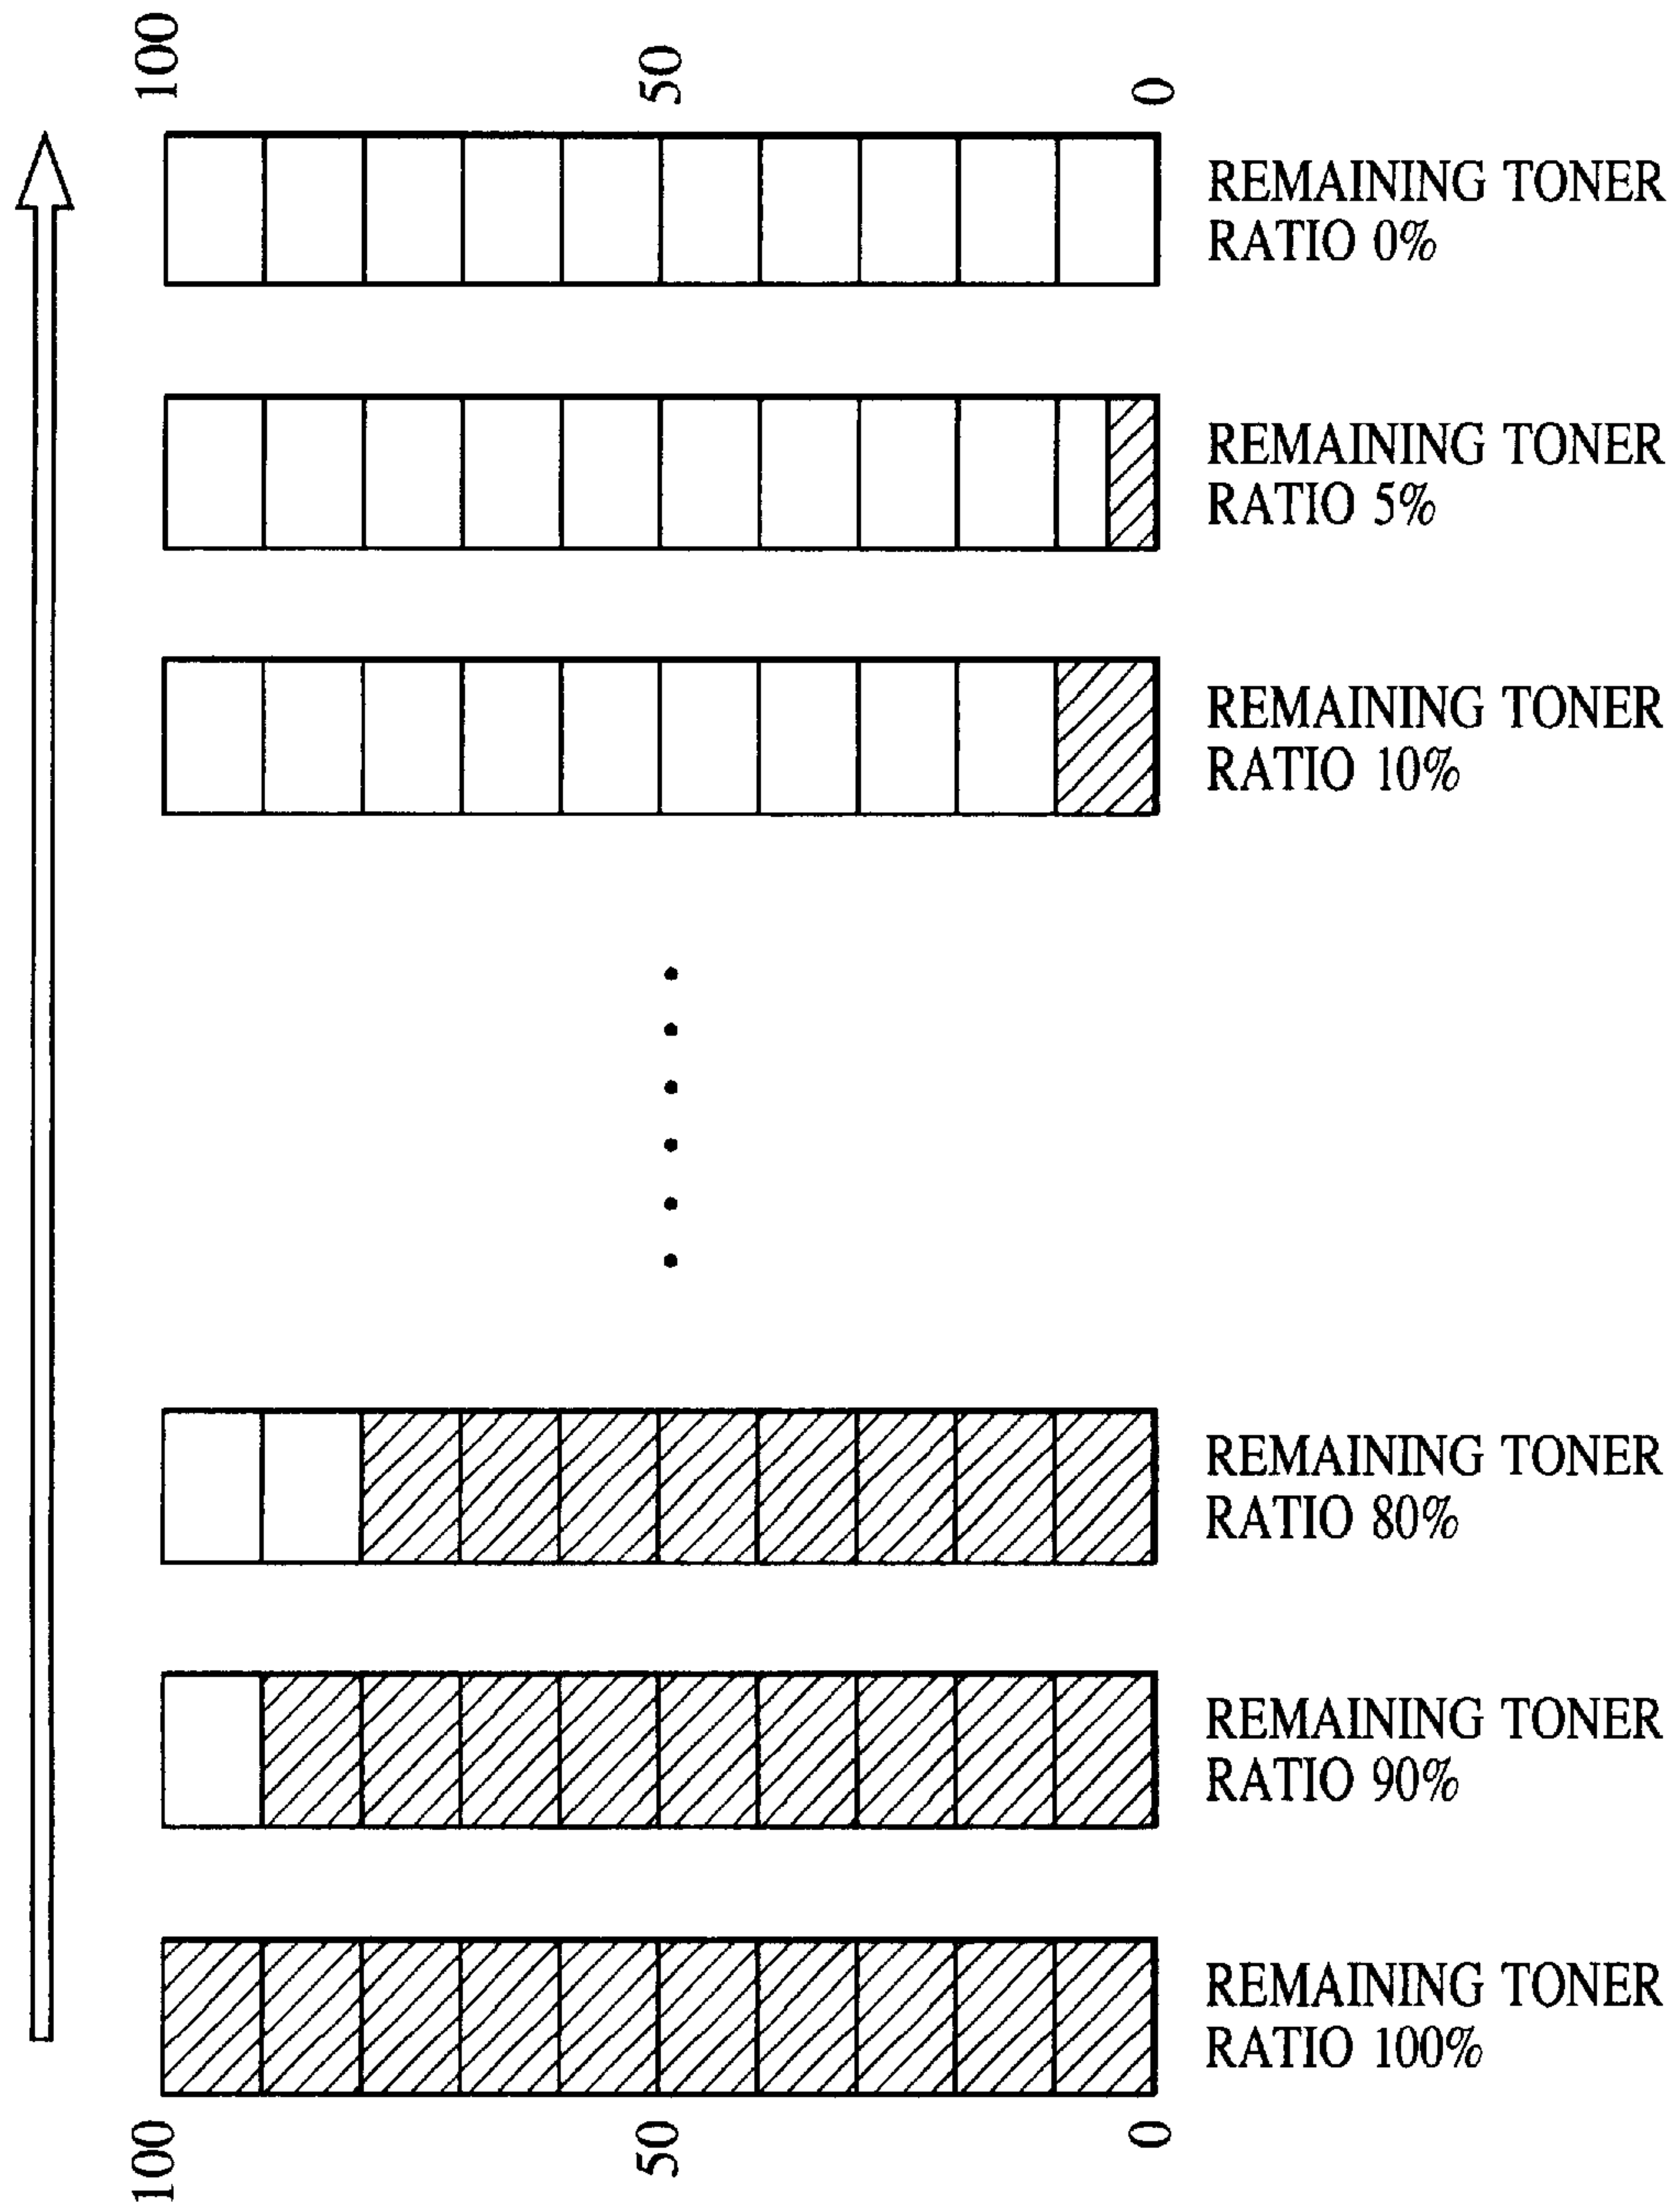 100
50
0
REMAINING TONER
RATIO 0%
REMAINING TONER
RATIO 5%
REMAINING TONER
RATIO 10%
REMAINING TONER
RATIO 80%
REMAINING TONER
RATIO 90%
REMAINING TONER
RATIO 100%
100
50
0